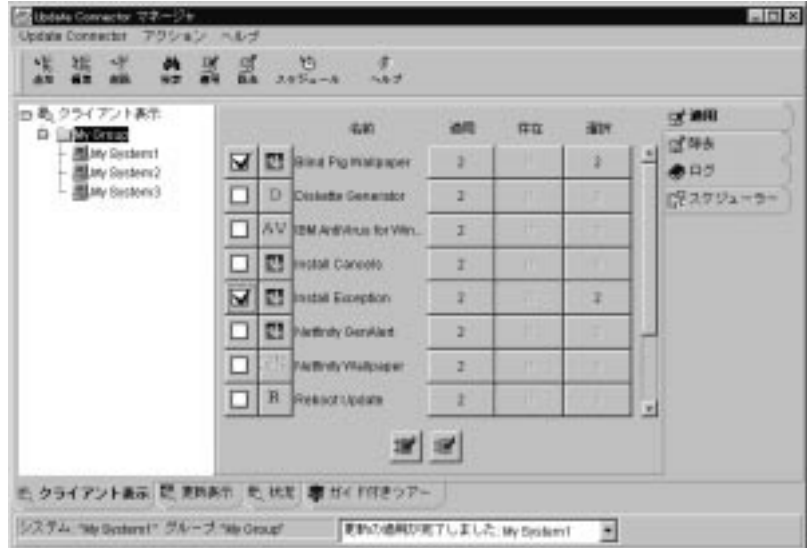 Update Connector マネージャ
Update Connector アクション ヘルプ
スケジュール ヘルプ
クライアント表示
My Group
My System1
My System2
My System3
名前 適用 存在 選択
Blind Pig Wallpaper 2 2
D Diskette Generator 2
AV IBM AntiVirus for Win...
2
Install Cancelo 2
Install Exception 2 2
Netfinity GenAlert 2
Netfinity Wallpaper 2
R Reboot Update 2
適用
除去
ログ
スケジューラー
クライアント表示 更新表示 状況 ガイド付きツアー
システム: "My System1" グループ "My Group" 更新の適用が完了しました: My System1